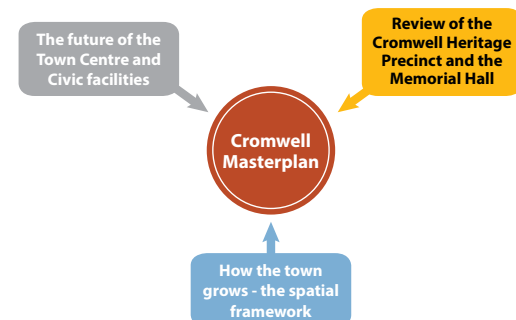 The future of the
Town Centre and
Civic facilities
Review of the
Cromwell Heritage
Precinct and the
Memorial Hall
Cromwell
Masterplan
How the town
grows - the spatial
framework